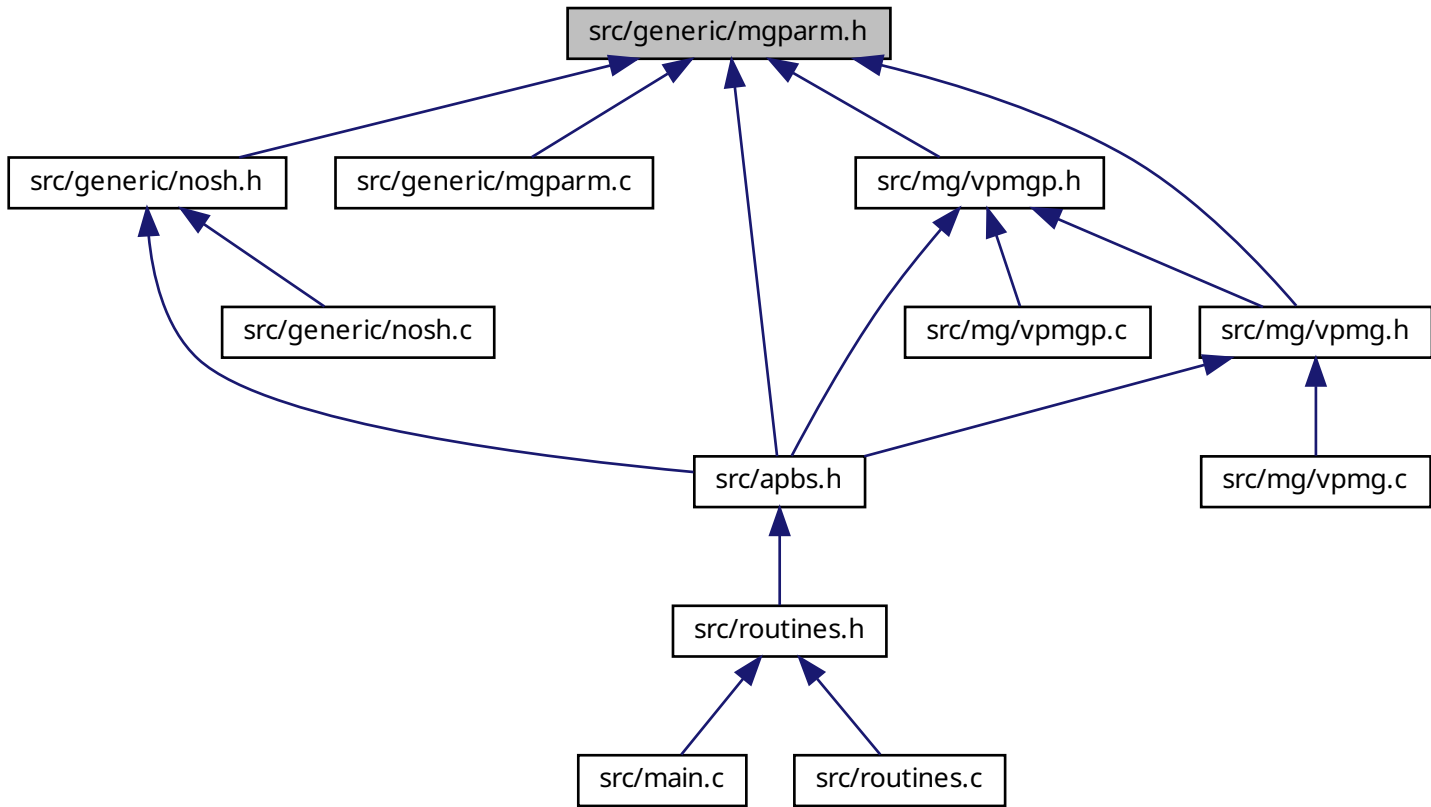 src/generic/mgparm.h
src/generic/nosh.h
src/generic/mgparm.c
src/mg/vpmgp.h
src/generic/nosh.c
src/mg/vpmgp.c
src/mg/vpmg.h
src/apbs.h
src/mg/vpmg.c
src/routines.h
src/main.c
src/routines.c